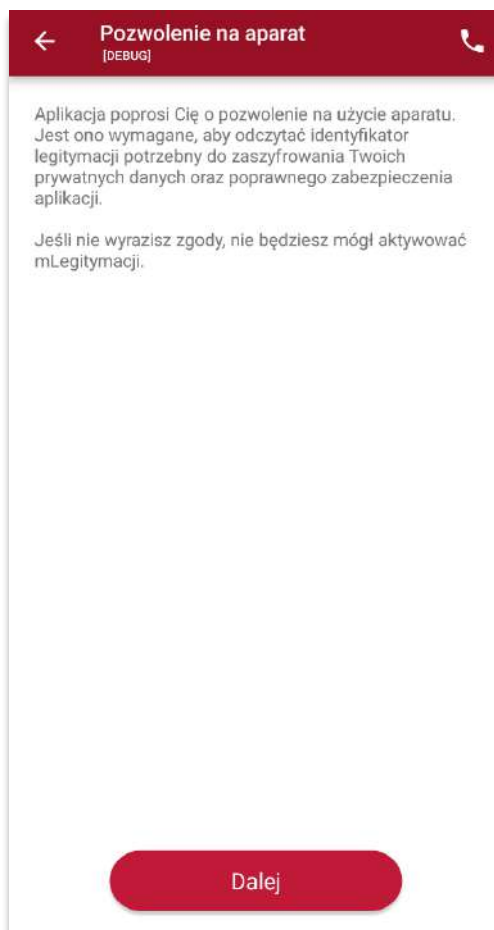 Pozwolenie na aparat
[DEBUG]
Aplikacja poprosi Cię o pozwolenie na użycie aparatu.
Jest ono wymagane, aby odczytać identyfikator
legitymacji potrzebny do zaszyfrowania Twoich
prywatnych danych oraz poprawnego zabezpieczenia
aplikacji.
Jeśli nie wyrazisz zgody, nie będziesz mógł aktywować
mLegitymacji.
Dalej